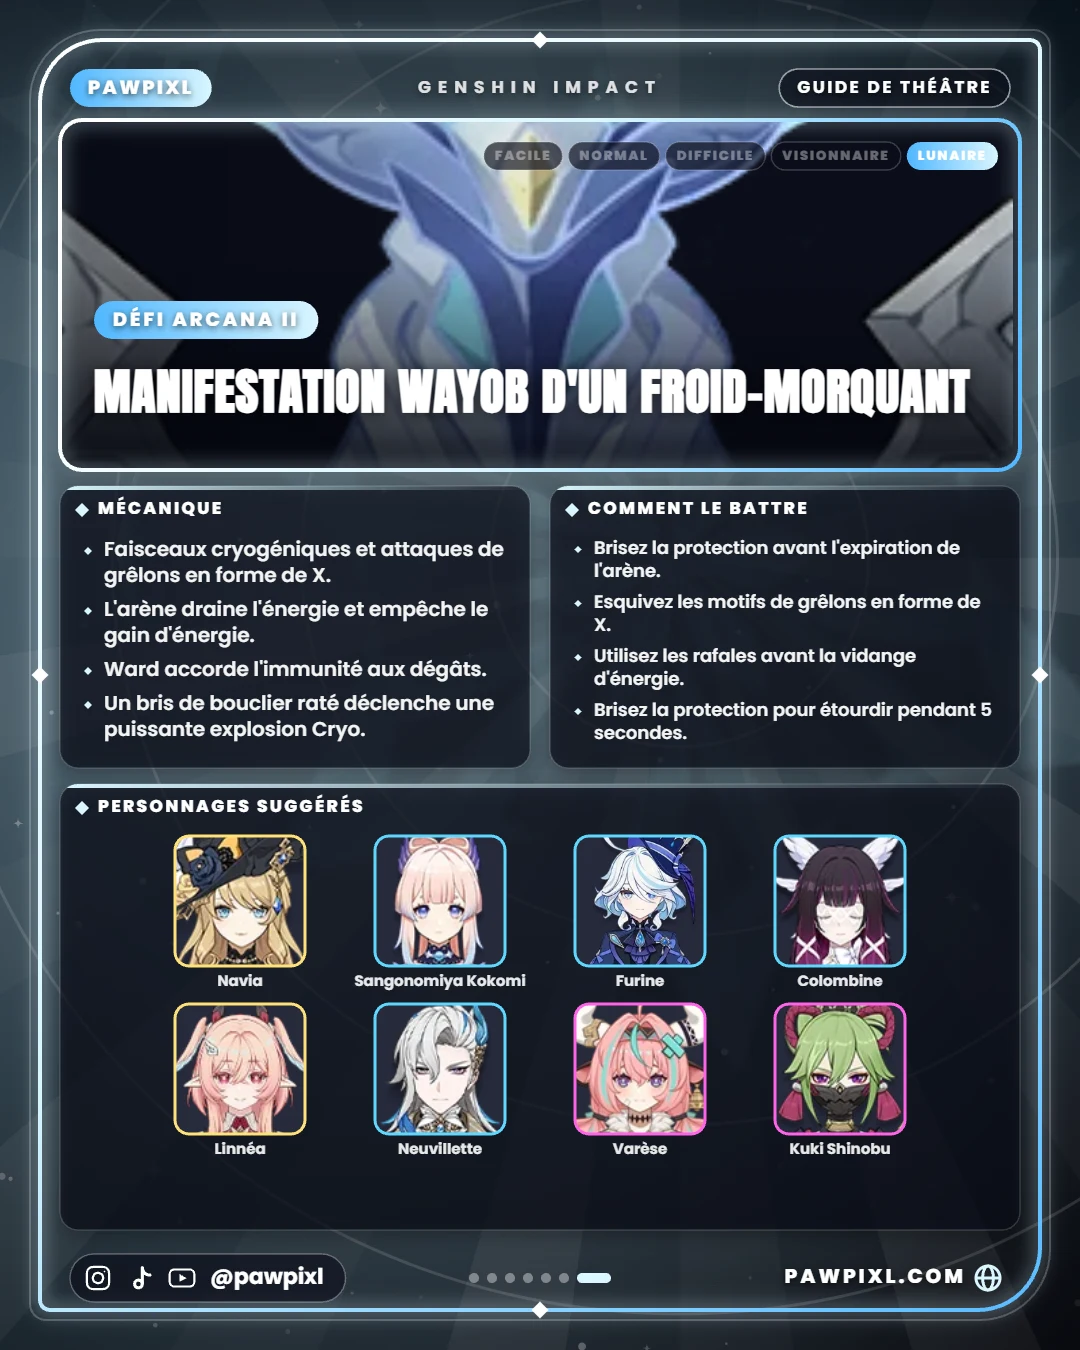 PAWPIXL
GENSHIN IMPACT
GUIDE DE THÉÂTRE
FACILE
NORMAL
DIFFICILE
VISIONNAIRE
LUNAIRE
DÉFI ARCANA II
MANIFESTATION WAYOB D'UN FROID-MORQUANT
MÉCANIQUE
Faisceaux cryogéniques et attaques de
grêlons en forme de X.
L'arène draine l'énergie et empêche le
gain d'énergie.
Ward accorde l'immunité aux dégâts.
Un bris de bouclier raté déclenche une
puissante explosion Cryo.
COMMENT LE BATTRE
Brisez la protection avant l'expiration de
l'arène.
Esquivez les motifs de grêlons en forme de
X.
Utilisez les rafales avant la vidange
d'énergie.
Brisez la protection pour étourdir pendant 5
secondes.
PERSONNAGES SUGGÉRÉS
Navia
Sangonomiya Kokomi
Furine
Colombine
Linnéa
Neuvillette
Varèse
Kuki Shinobu
@pawpixl
PAWPIXL.COM